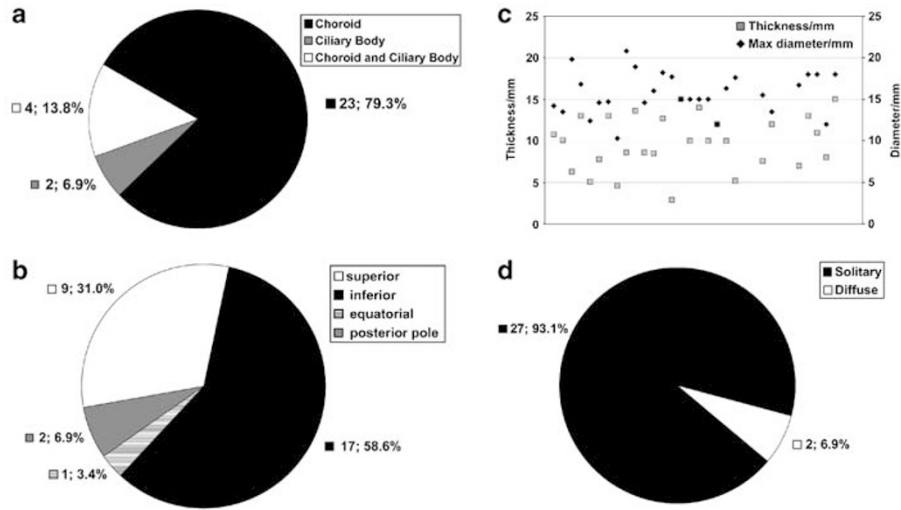 a
Choroid
Ciliary Body
Choroid and Ciliary Body
4; 13.8%
23; 79.3%
2; 6.9%
b
superior
inferior
equatorial
posterior pole
9; 31.0%
2; 6.9%
1; 3.4%
17; 58.6%
c
Thickness/mm
Max diameter/mm
Thickness/mm
25
20
15
10
5
0
25
20
15
10
5
0
Diameter/mm
d
Solitary
Diffuse
27; 93.1%
2; 6.9%